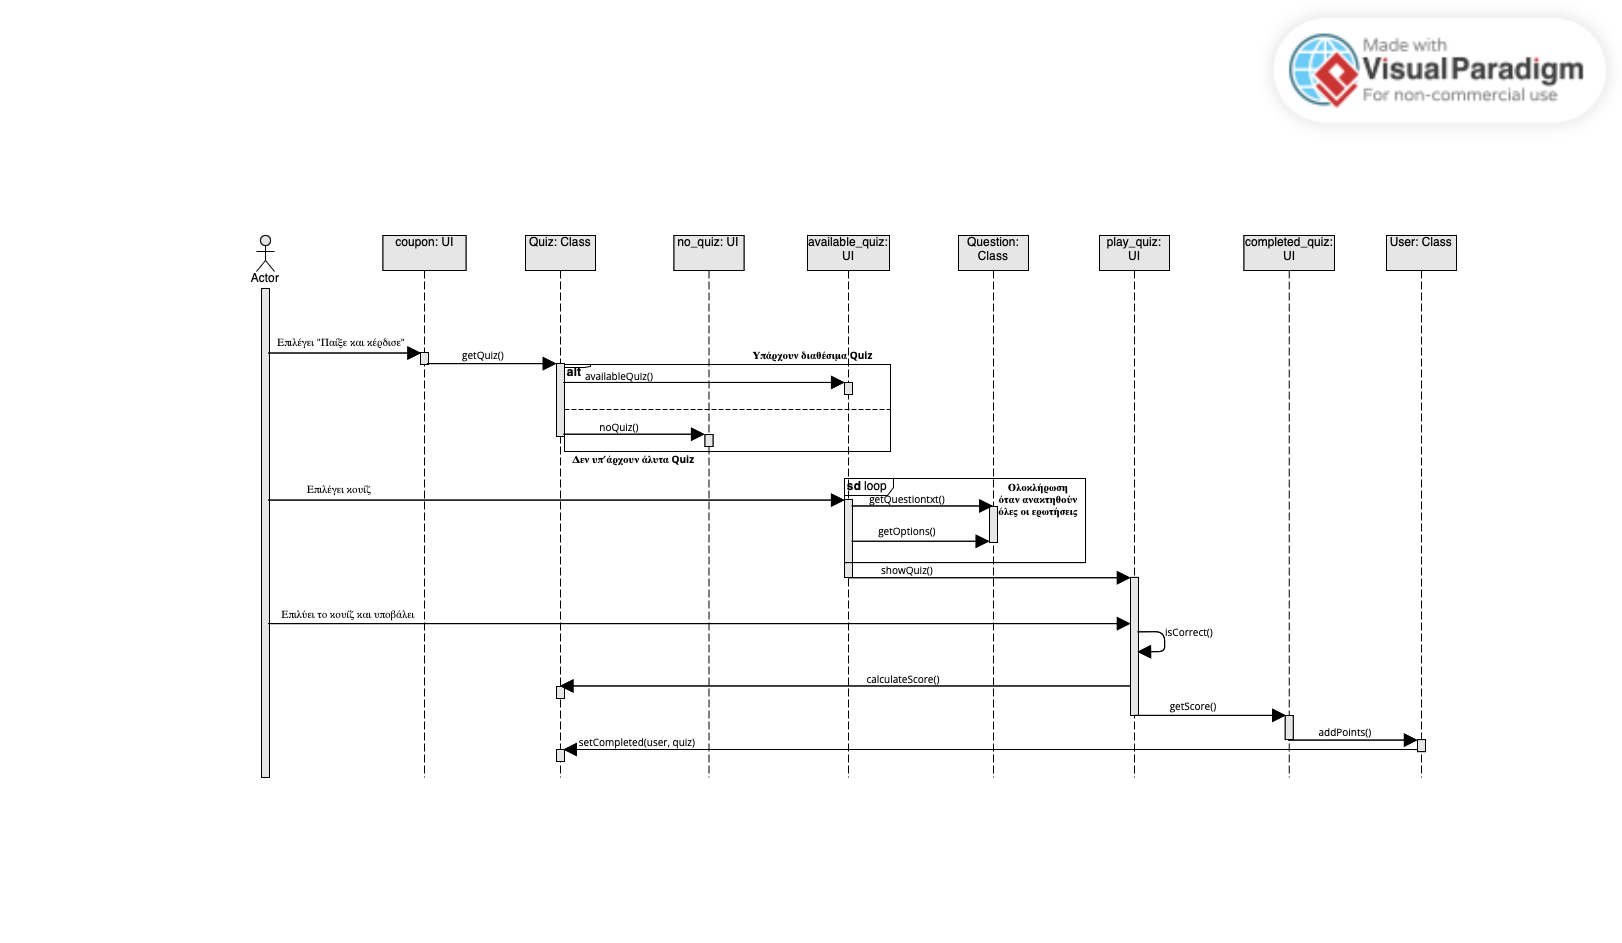 Made with
Visual Paradigm
For non-commercial use
Actor
coupon: UI
Quiz: Class
no_quiz: UI
available_quiz:
UI
Question:
Class
play_quiz:
UI
completed_quiz:
UI
User: Class
Επιλέγει "Παίξε και κέρδισε"
getQuiz()
Υπάρχουν διαθέσιμα Quiz
alt
availableQuiz()
noQuiz()
Δεν υπ'άρχουν άλυτα Quiz
Επιλέγει κουίζ
sd loop
getQuestiontxt()
Ολοκλήρωση
όταν ανακτηθούν
όλες οι ερωτήσεις
getOptions()
showQuiz()
Επιλύει το κουίζ και υποβάλει
isCorrect()
calculateScore()
getScore()
addPoints()
setCompleted(user, quiz)